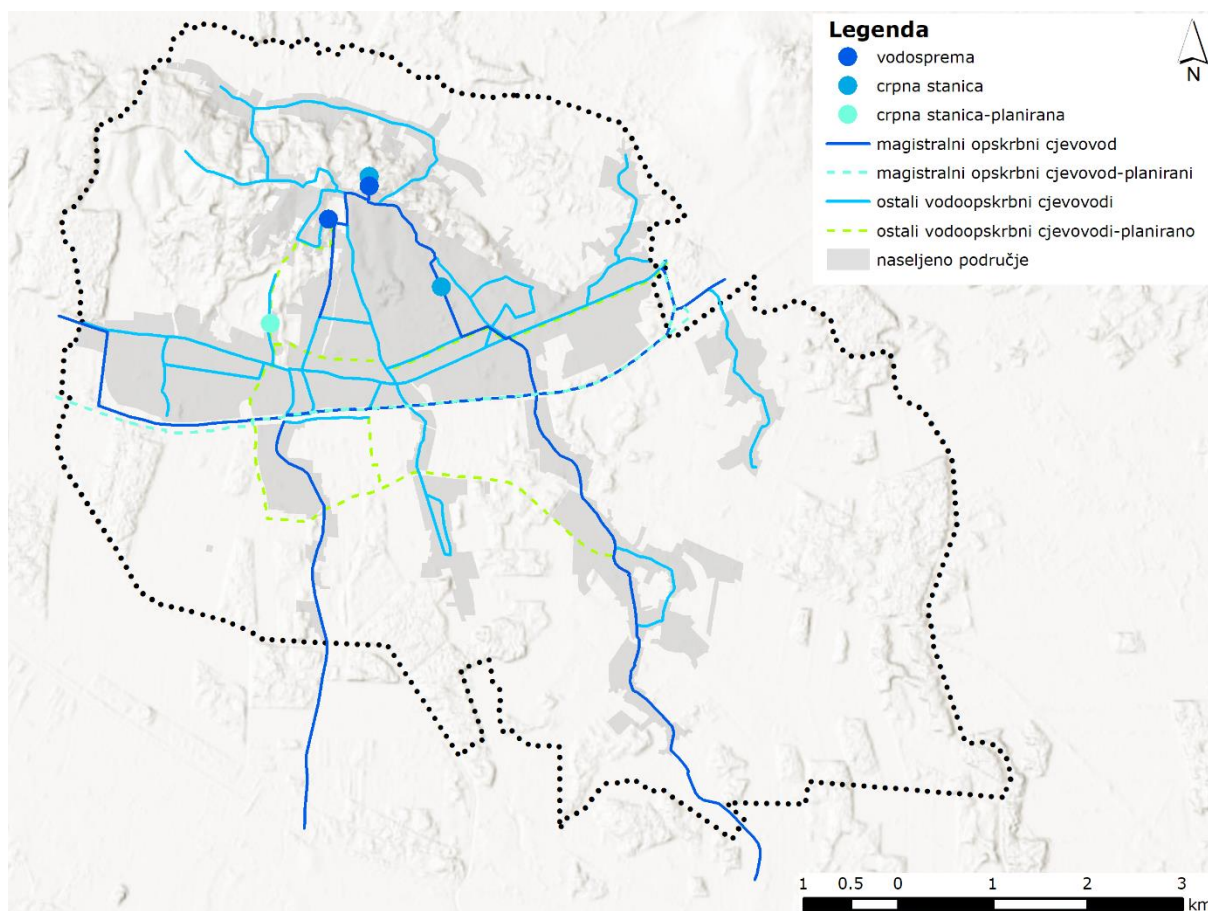 Legenda
vodosprema
crpna stanica
crpna stanica-planirana
magistralni opskrbni cjevovod
magistralni opskrbni cjevovod-planirani
ostali vodoopskrbni cjevovodi
ostali vodoopskrbni cjevovodi-planirano
naseljeno područje
N
1 0.5 0 1 2 3
km